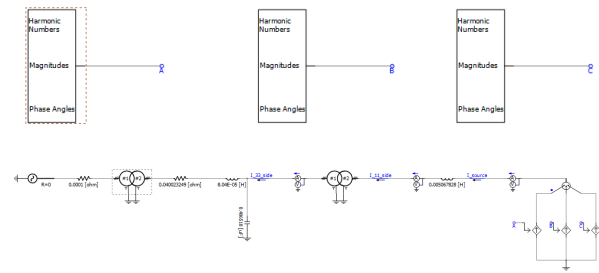 Harmonic
Numbers
Magnitudes
Phase Angles
A
Harmonic
Numbers
Magnitudes
Phase Angles
B
Harmonic
Numbers
Magnitudes
Phase Angles
C
R=0
0.0001 [ohm]
#1 #2
0.040023249 [ohm]
8.04E-05 [H]
I_33_side
#1 #2
I_11_side
0.005067828 [H]
I_source
A
B
C